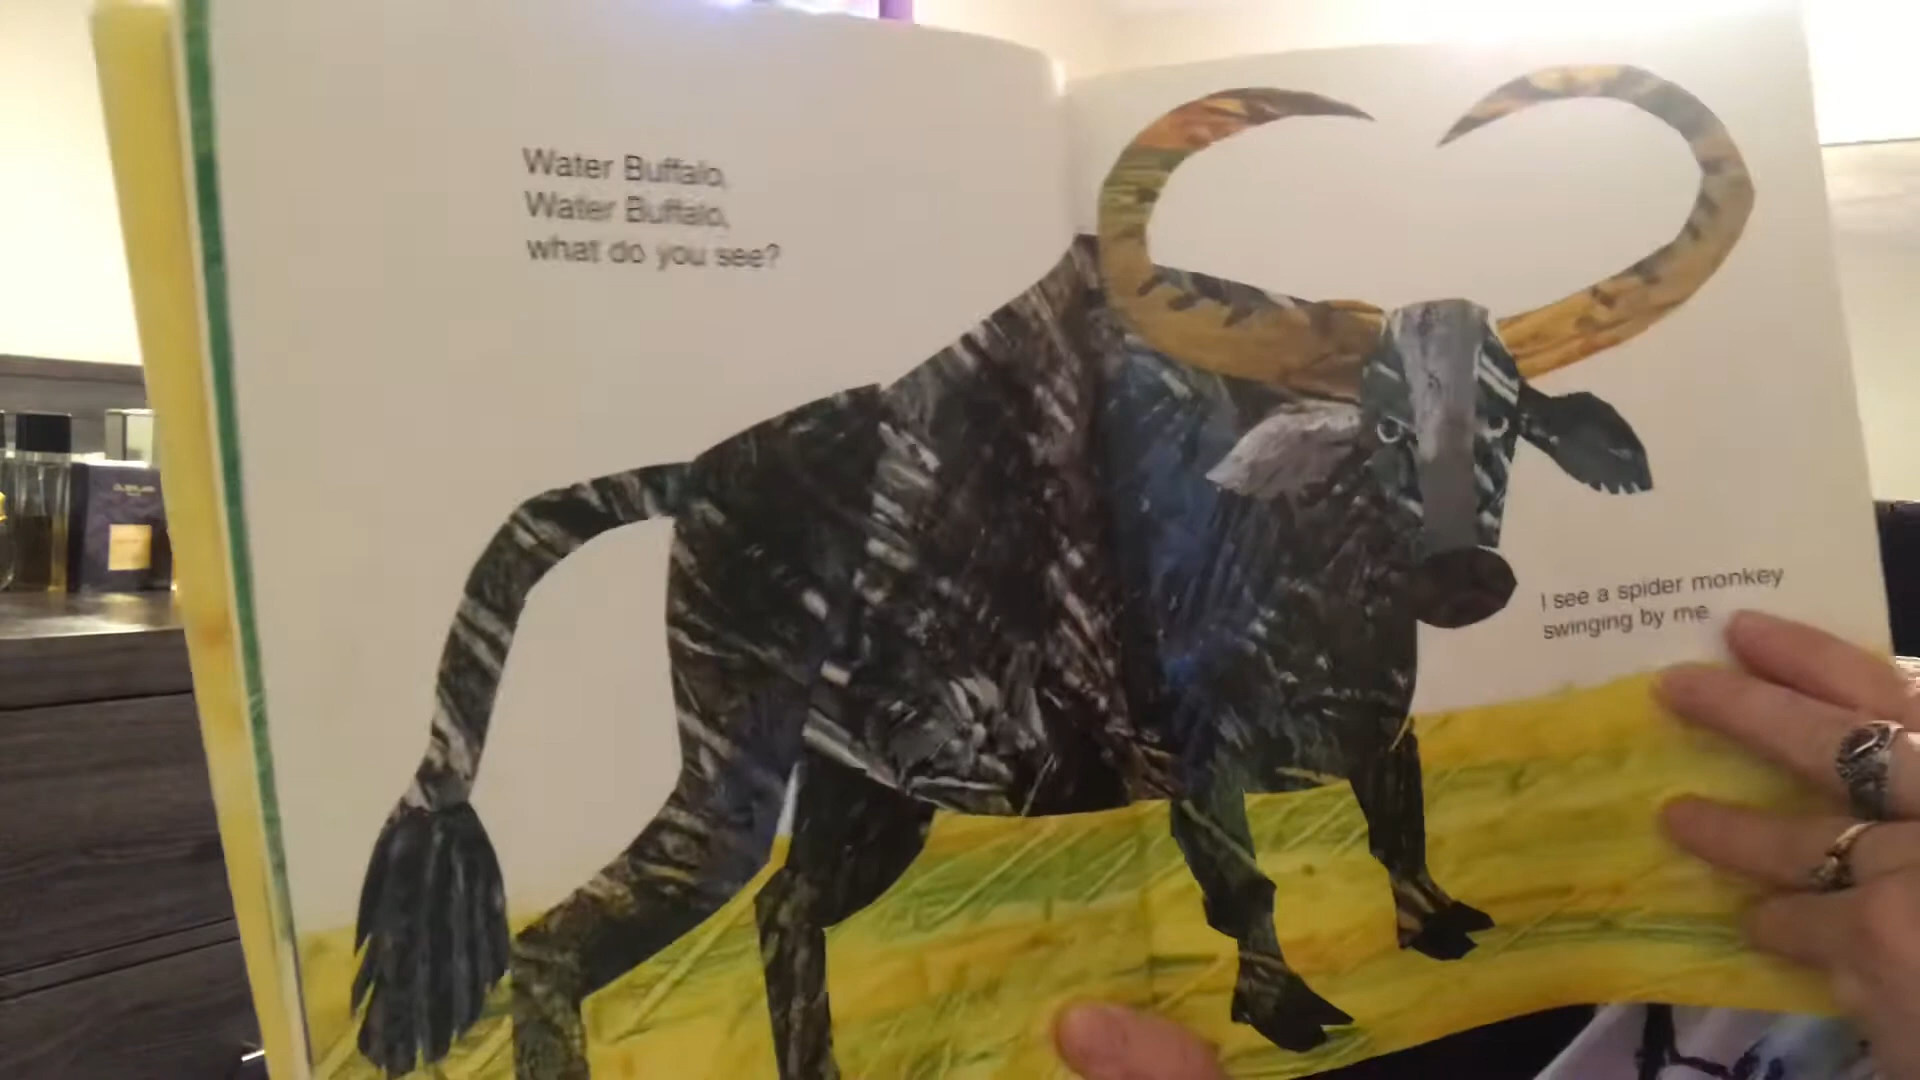 Water Buffalo,
Water Buffalo,
what do you see?
I see a spider monkey
swinging by me